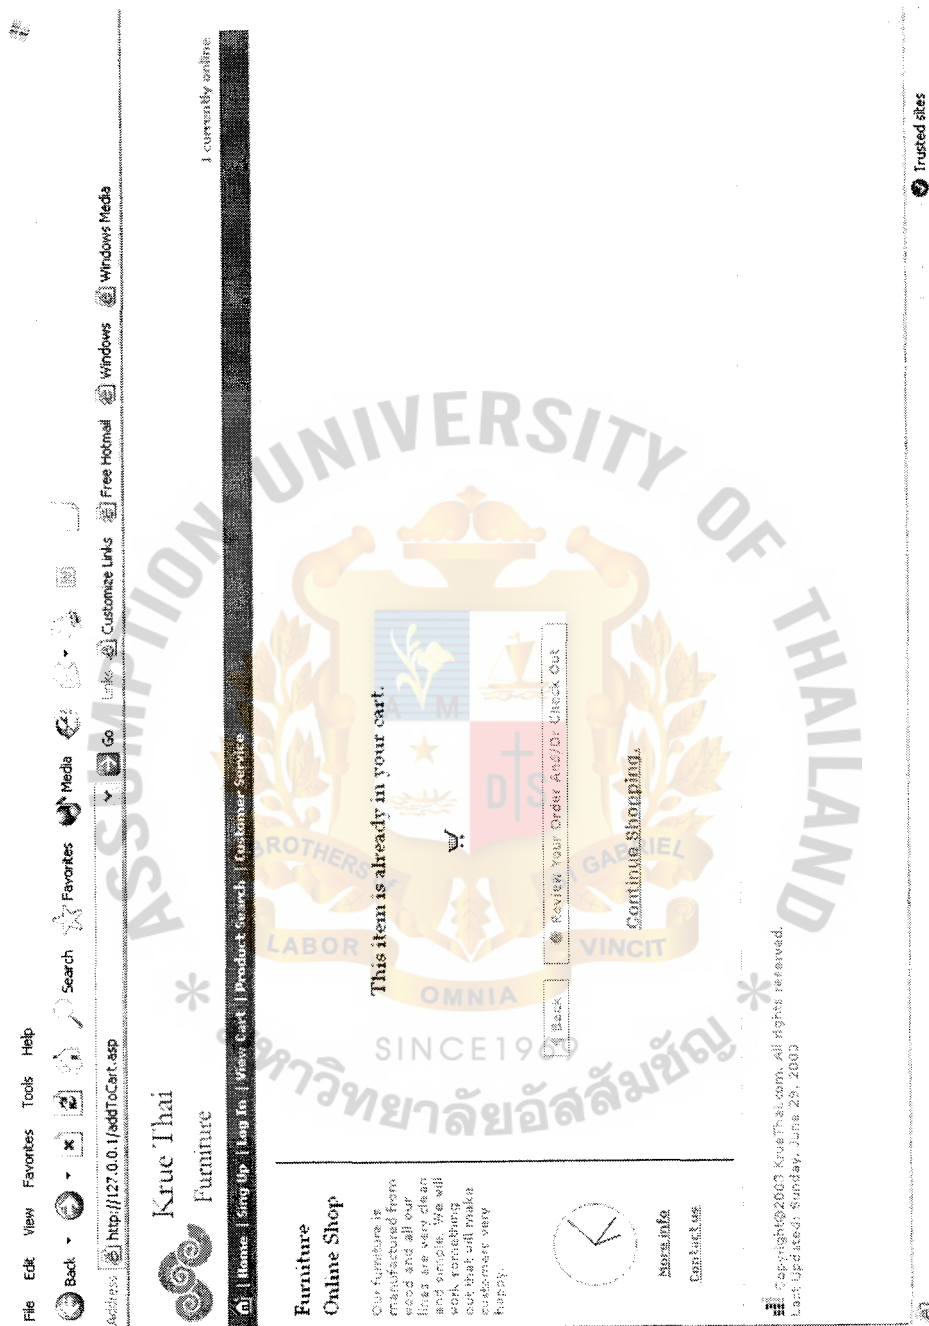 File Edit View Favorites Tools Help
Back Search Favorites Media
Address http://127.0.0.1/addToCart.asp Go Links Customize Links Free Hotmail Windows Windows Media
Krue Thai
Furniture
1 currently online
| Home | Sing Up | Log In | View Cart | Product Search | Customer Service
Furniture
Online Shop
Our furniture is
manufactured from
wood and all our
lines are very clean
and simple. We will
work something
out that will make
customers very
happy.
More info
Contact us
This item is already in your cart.
Back Review Your Order And/Or Check Out
Continue Shopping.
Copyright©2003 KrueThai.com. All rights reserved.
Last Updated: Sunday, June 29, 2003
Trusted sites
ASSUMPTION UNIVERSITY OF THAILAND
A M
D S
BROTHERS of
ST GABRIEL
LABOR
VINCIT
OMNIA
SINCE 1969
มหาวิทยาลัยอัสสัมชัญ